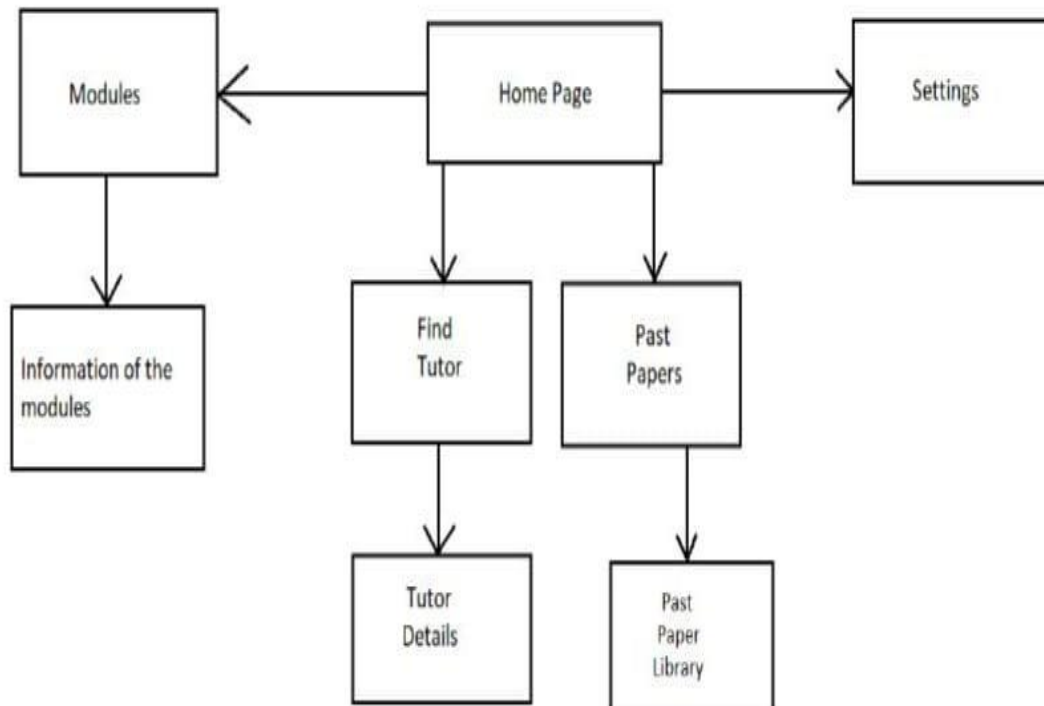 Modules
Home Page
Settings
Information of the
modules
Find
Tutor
Past
Papers
Tutor
Details
Past
Paper
Library